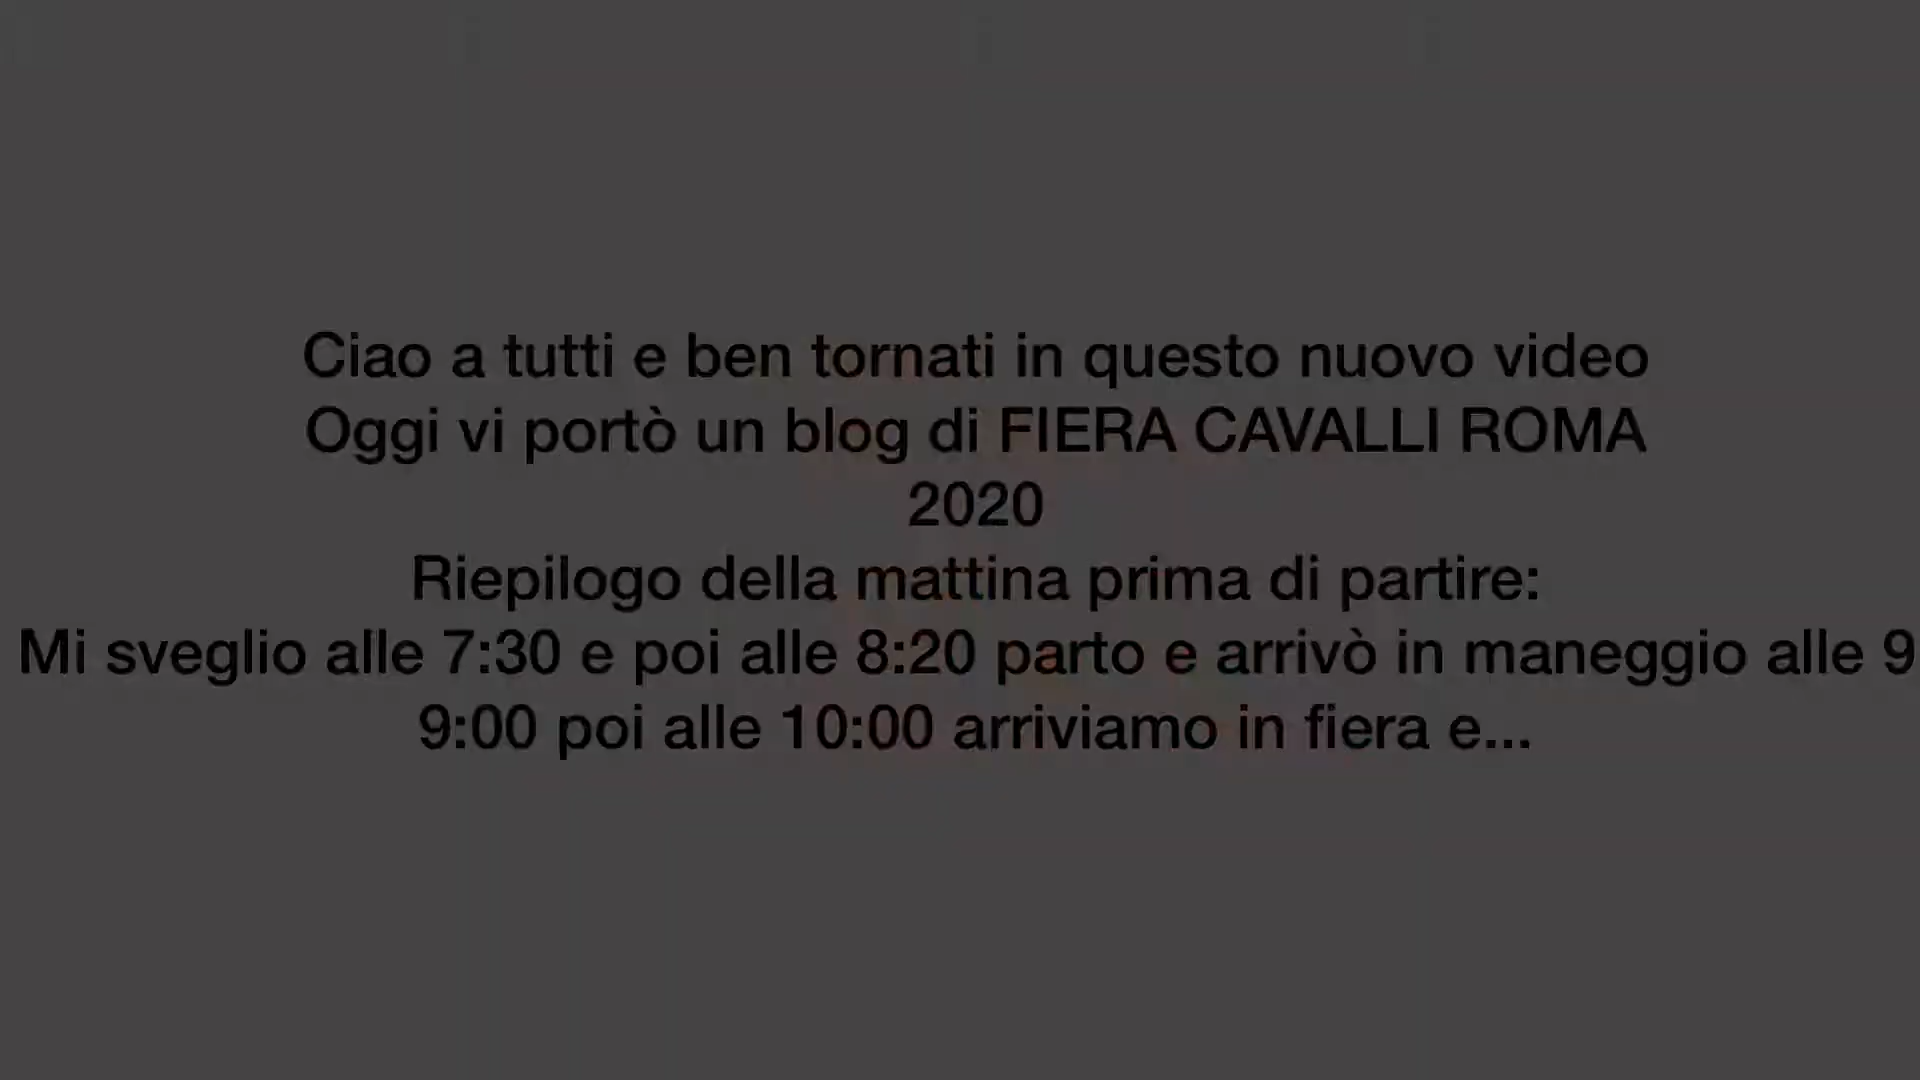 Ciao a tutti e ben tornati in questo nuovo video
Oggi vi portò un blog di FIERA CAVALLI ROMA
2020
Riepilogo della mattina prima di partire:
Mi sveglio alle 7:30 e poi alle 8:20 parto e arrivò in maneggio alle 9
9:00 poi alle 10:00 arriviamo in fiera e...